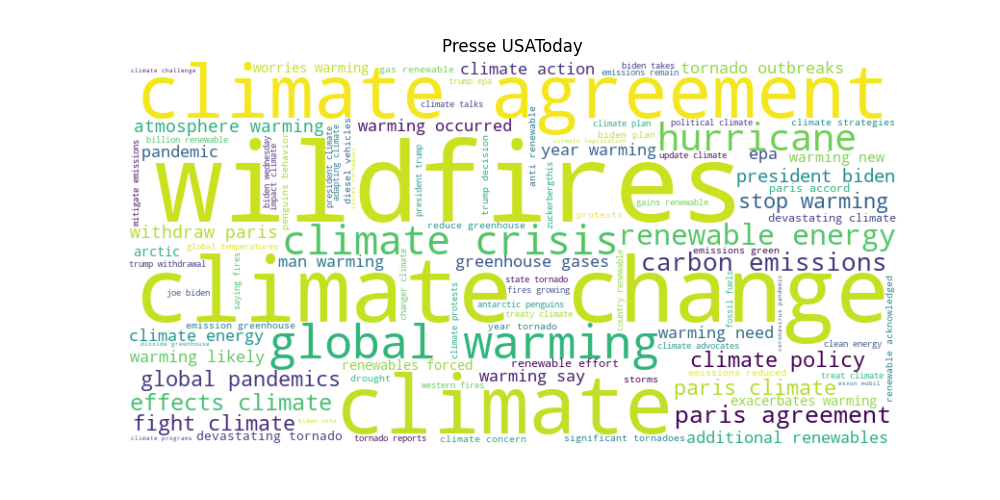 Presse USAToday
climate challenge
worries warming
gas renewable
climate action
biden takes
emissions remain
tornado outbreaks
trump epa
climate agreement
climate talks
atmosphere warming
warming occurred
political climate
climate plan
climate strategies
billion renewable
biden plan
hurricane
climate legislation
pandemic
mitigate emissions
biden wednesday
impact climate
penguins behavior
president climate
adapting climate
diesel vehicles
wildfires
president trump
trump decision
anti renewable
year warming
update climate
epa
warming new
president biden
zuckerbergthis
paris accord
stop warming
gains renewable
protests
devastating climate
withdraw paris
reduce greenhouse
climate crisis
renewable energy
global temperatures
arctic
man warming
greenhouse gases
emissions green
carbon emissions
trump withdrawal
saying fires
changer climate
state tornado
fires growing
country renewable
fossil fuels
coronavirus pandemic
renewable acknowledged
climate change
joe biden
antarctic penguins
treaty climate
emission greenhouse
year tornado
climate protests
climate energy
global warming
warming need
clean energy
dioxide greenhouse
climate advocates
warming likely
renewables forced
renewable effort
climate policy
global pandemics
drought
warming say
storms
emissions reduced
treat climate
western fires
climate
paris climate
exxon mobil
effects climate
exacerbates warming
fight climate
biden vote
paris agreement
climate programs
devastating tornado
tornado reports
climate concern
significant tornadoes
additional renewables